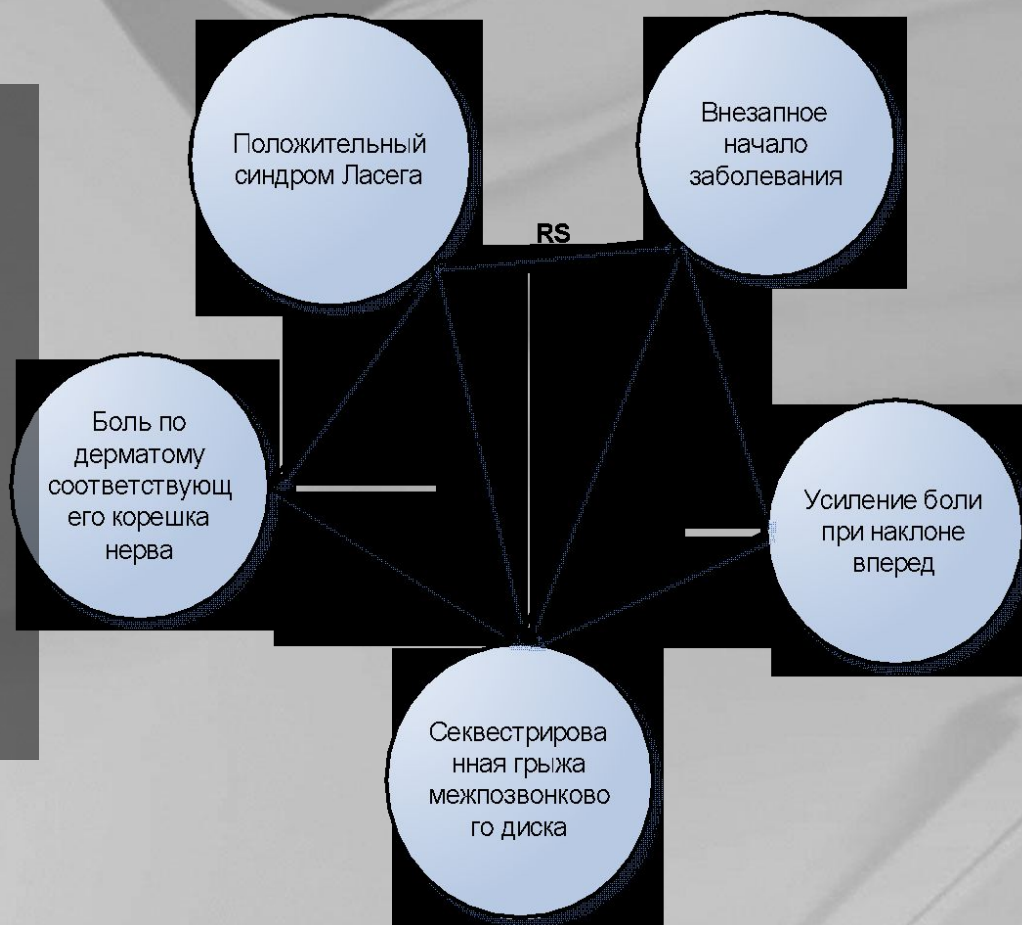 Положительный
синдром Ласега
Внезапное
начало
заболевания
RS
Боль по
дерматому
соответствующ
его корешка
нерва
Усиление боли
при наклоне
вперед
Секвестрирова
нная грыжа
межпозвонково
го диска